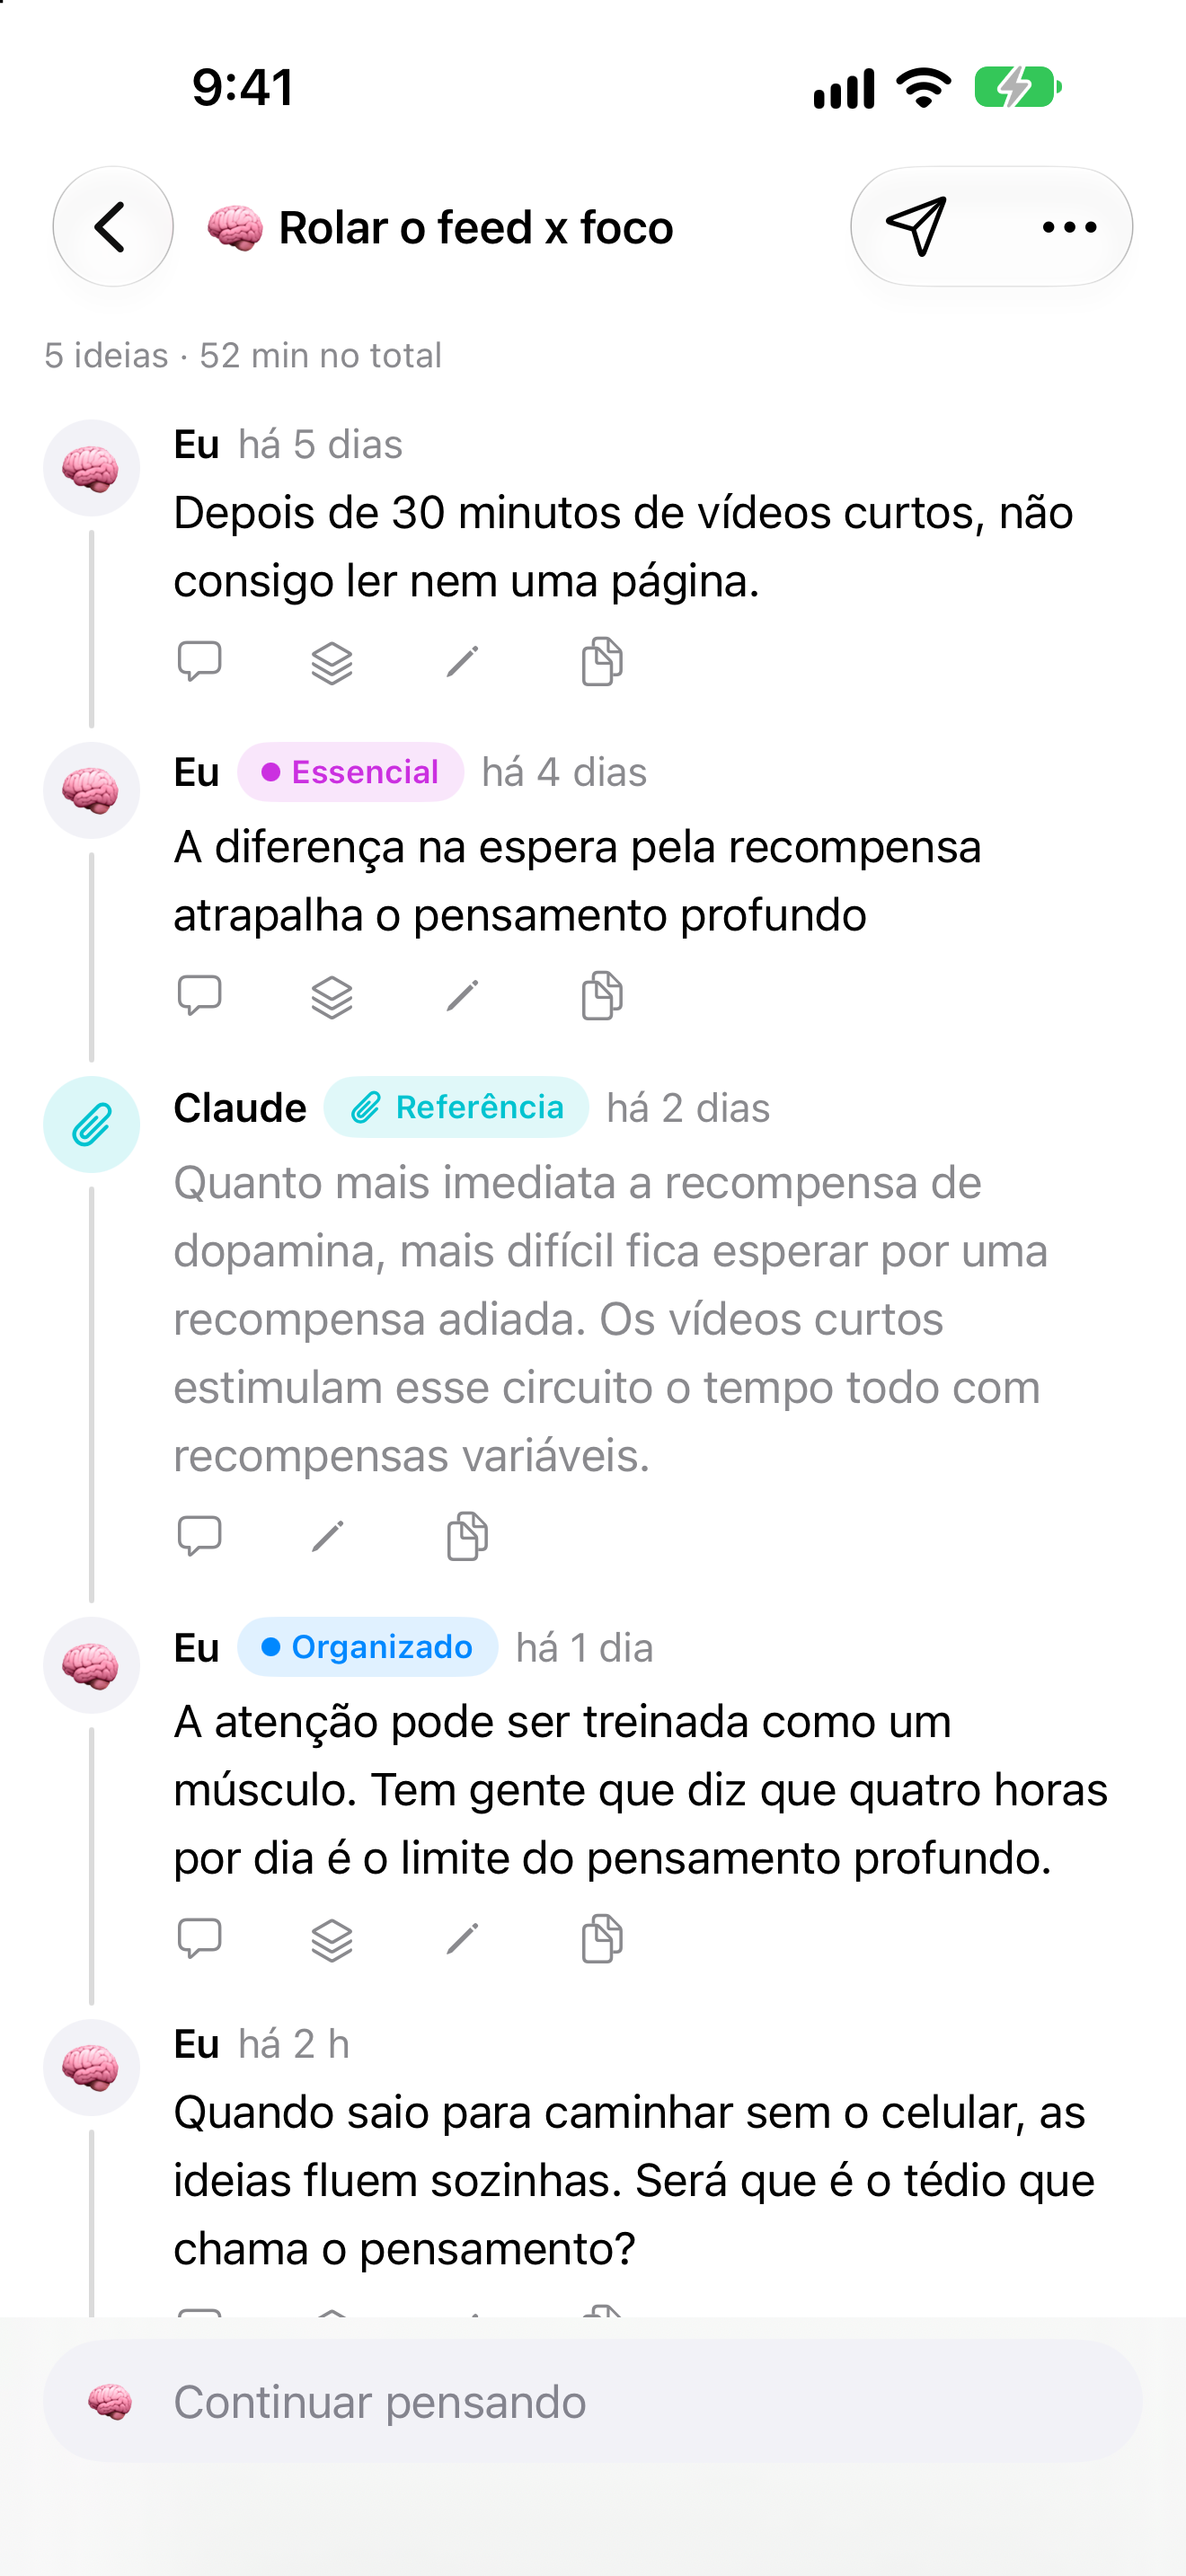 9:41
Rolar o feed x foco
5 ideias · 52 min no total
Eu há 5 dias
Depois de 30 minutos de vídeos curtos, não
consigo ler nem uma página.
Eu Essencial há 4 dias
A diferença na espera pela recompensa
atrapalha o pensamento profundo
Claude Referência há 2 dias
Quanto mais imediata a recompensa de
dopamina, mais difícil fica esperar por uma
recompensa adiada. Os vídeos curtos
estimulam esse circuito o tempo todo com
recompensas variáveis.
Eu Organizado há 1 dia
A atenção pode ser treinada como um
músculo. Tem gente que diz que quatro horas
por dia é o limite do pensamento profundo.
Eu há 2 h
Quando saio para caminhar sem o celular, as
ideias fluem sozinhas. Será que é o tédio que
chama o pensamento?
Continuar pensando